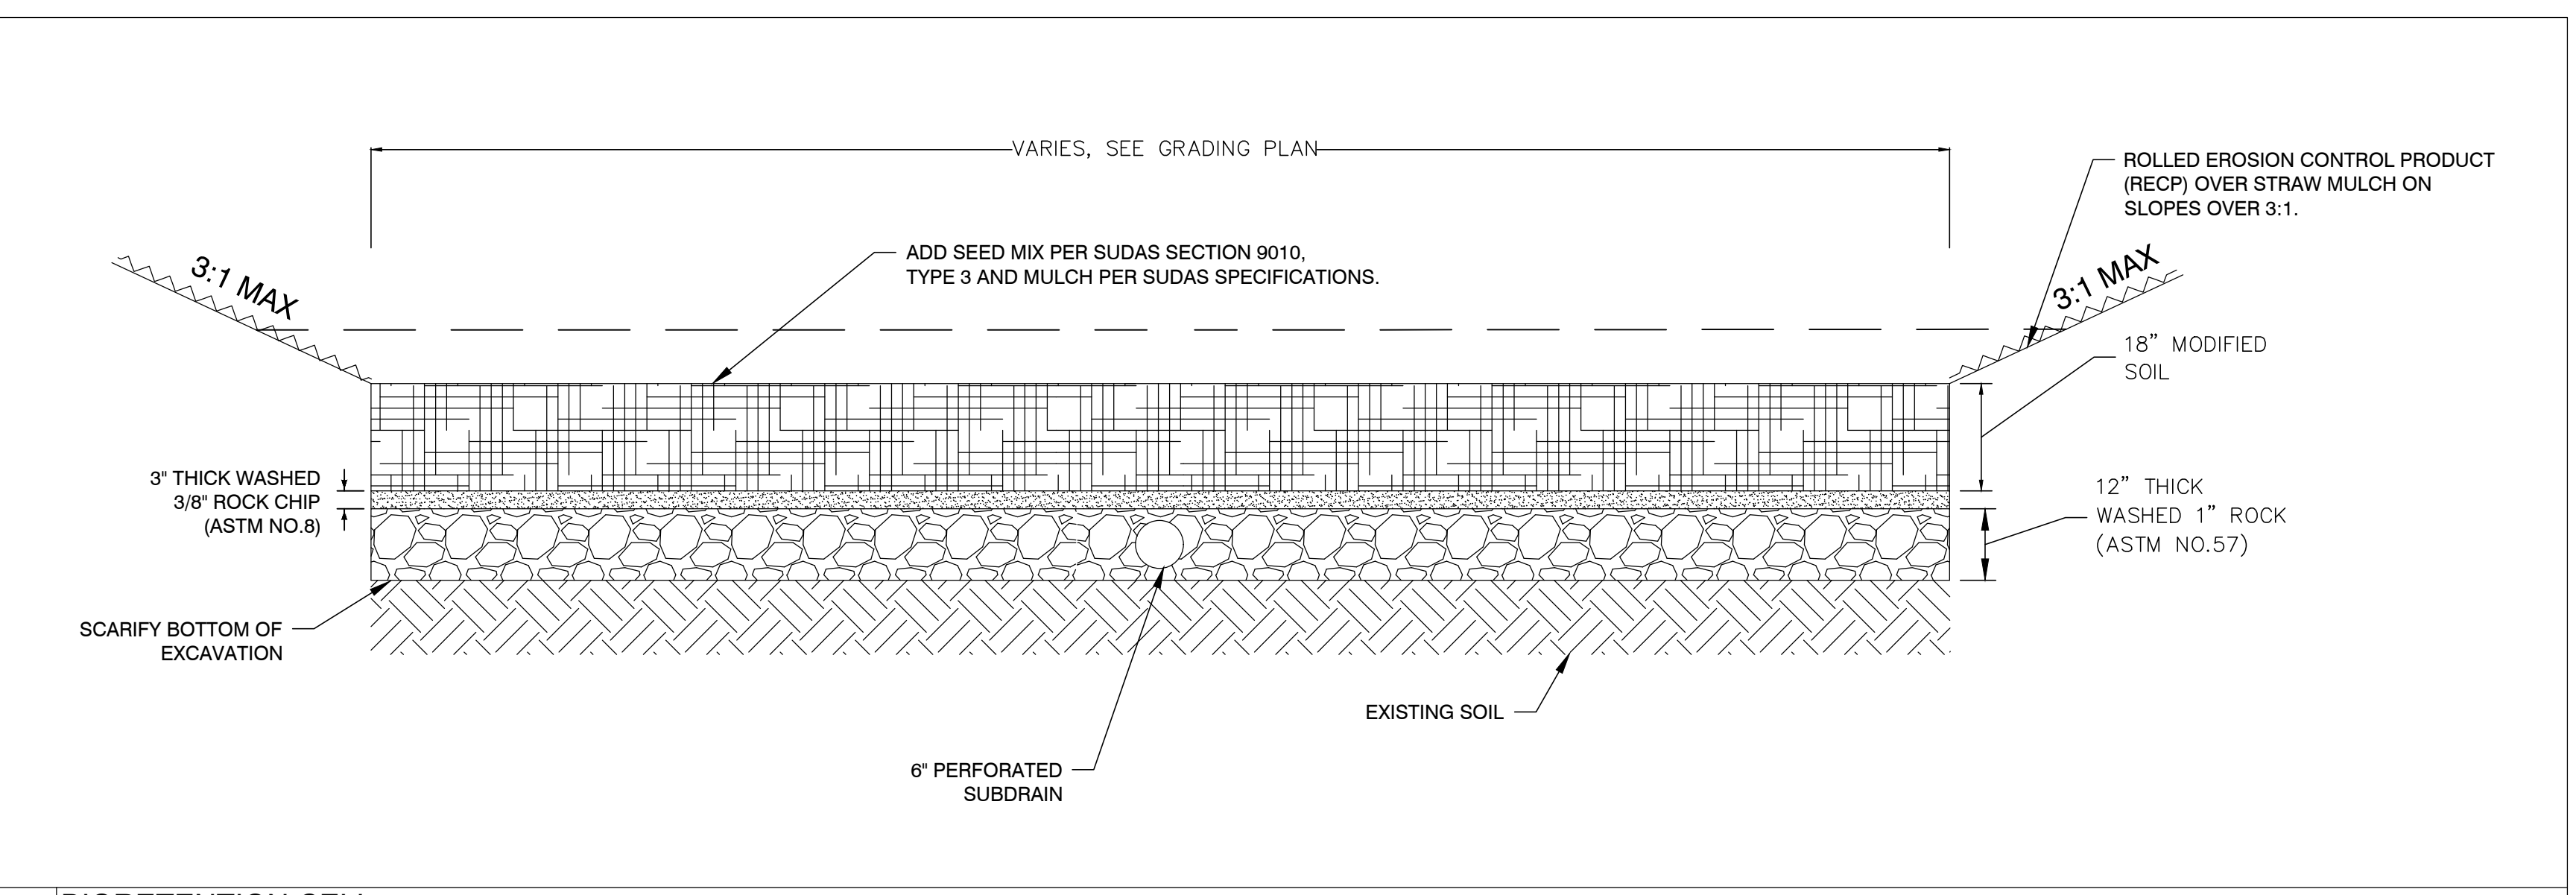 VARIES, SEE GRADING PLAN
ROLLED EROSION CONTROL PRODUCT
(RECP) OVER STRAW MULCH ON
SLOPES OVER 3:1.
ADD SEED MIX PER SUDAS SECTION 9010,
TYPE 3 AND MULCH PER SUDAS SPECIFICATIONS.
3:1 MAX
3:1 MAX
18” MODIFIED
SOIL
3" THICK WASHED
3/8" ROCK CHIP
(ASTM NO.8)
12” THICK
WASHED 1” ROCK
(ASTM NO.57)
SCARIFY BOTTOM OF
EXCAVATION
EXISTING SOIL
6" PERFORATED
SUBDRAIN
BIORETENTION CELL